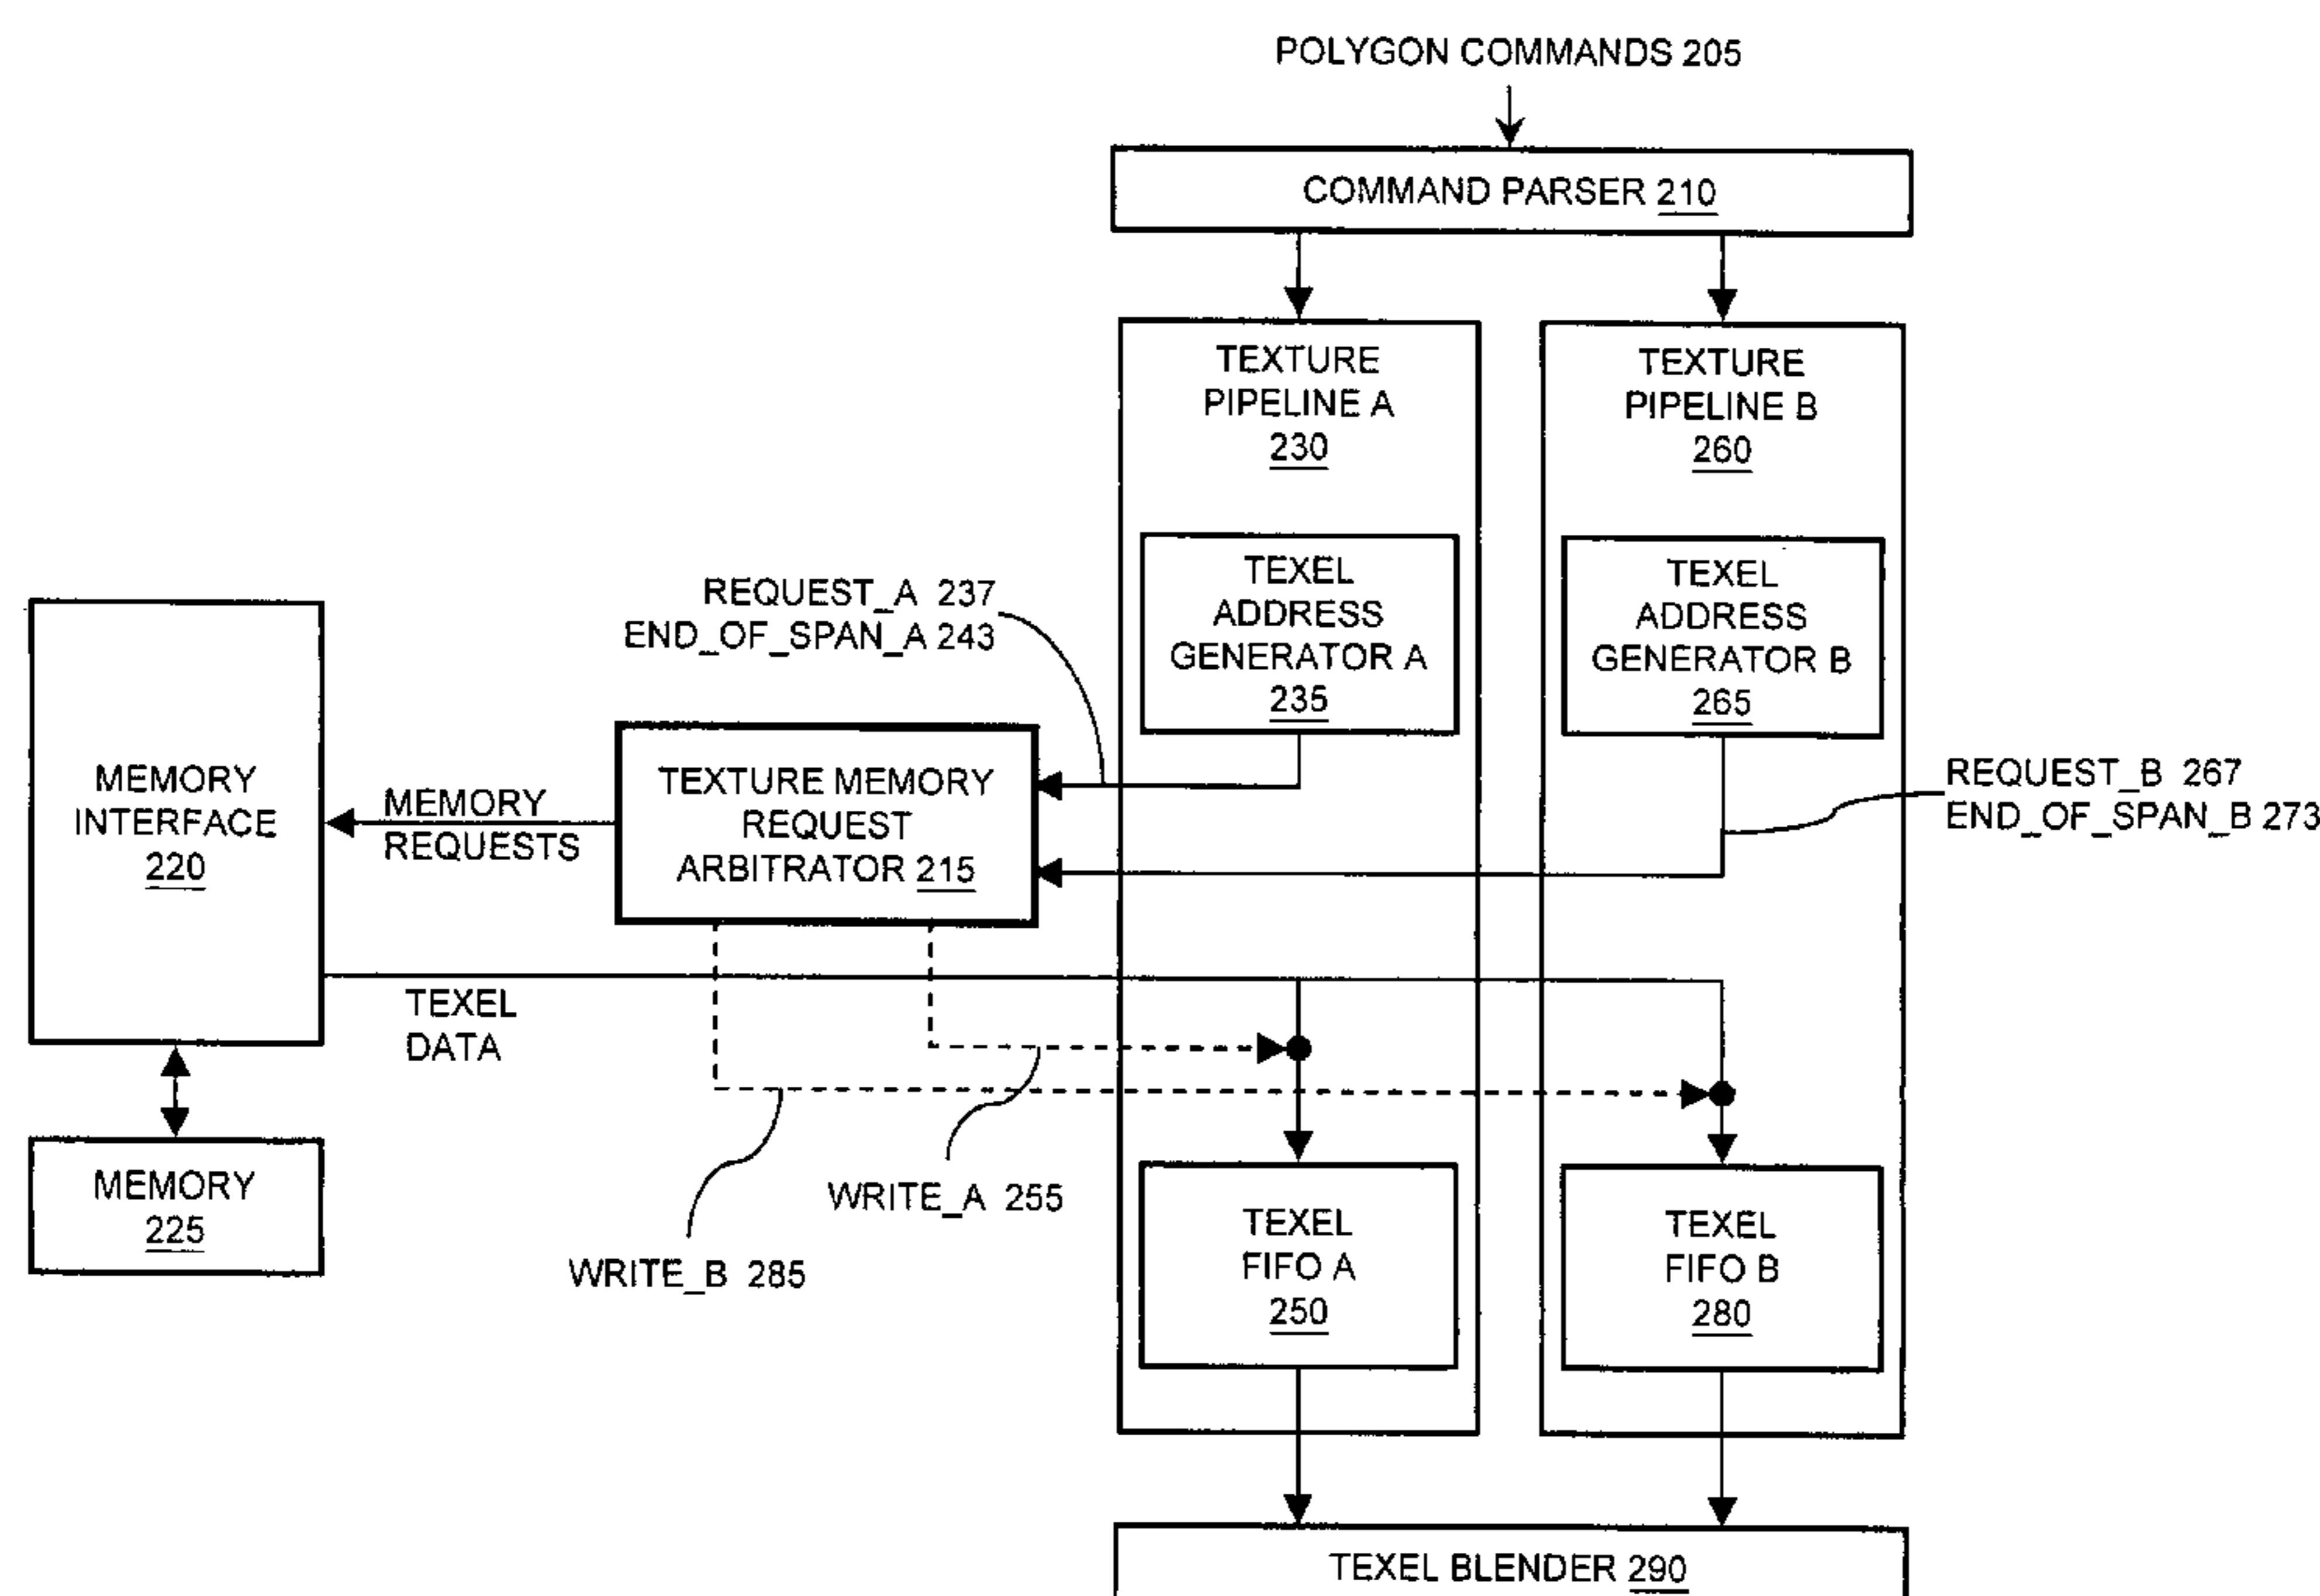 POLYGON COMMANDS 205
COMMAND PARSER 210
TEXTURE
PIPELINE A
230
TEXTURE
PIPELINE B
260
TEXEL
ADDRESS
GENERATOR A
235
TEXEL
ADDRESS
GENERATOR B
265
REQUEST_A 237
END_OF_SPAN_A 243
REQUEST_B 267
END_OF_SPAN_B 273
MEMORY
INTERFACE
220
MEMORY
REQUESTS
TEXTURE MEMORY
REQUEST
ARBITRATOR 215
TEXEL
DATA
MEMORY
225
WRITE_A 255
WRITE_B 285
TEXEL
FIFO A
250
TEXEL
FIFO B
280
TEXEL BLENDER 290